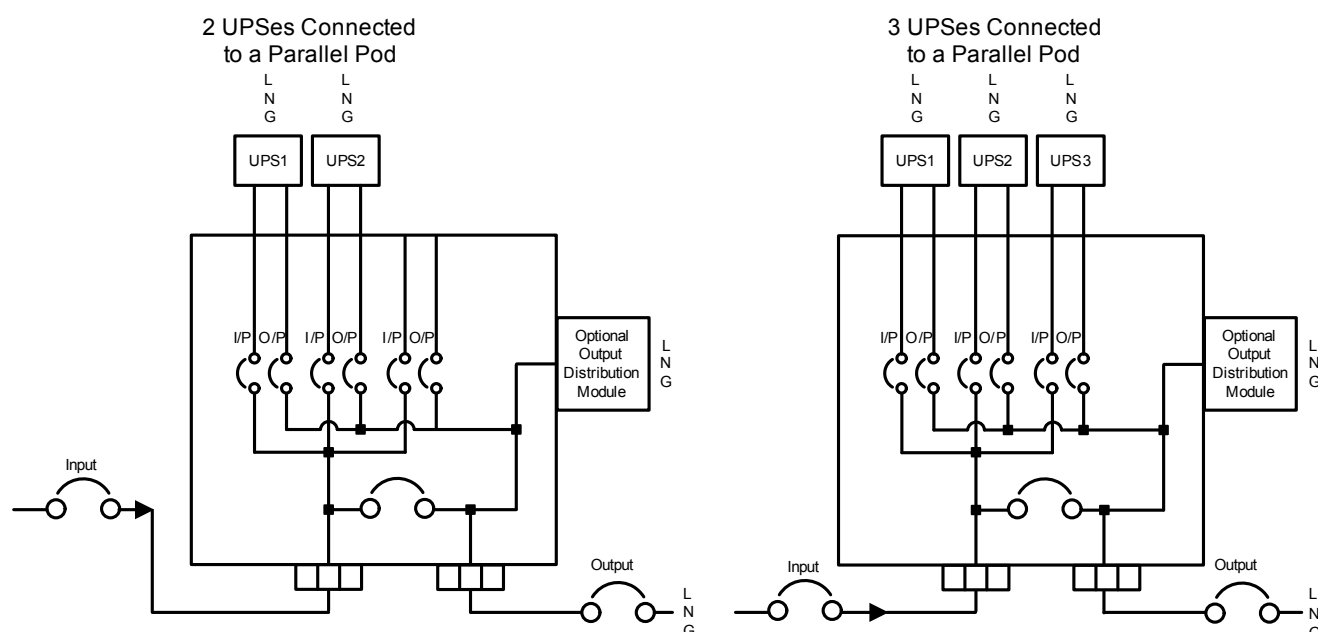 2 UPSes Connected
to a Parallel Pod
L
N
G
L
N
G
UPS1
UPS2
I/P
O/P
I/P
O/P
I/P
O/P
Optional
Output
Distribution
Module
L
N
G
Input
Output
L
N
G
3 UPSes Connected
to a Parallel Pod
L
N
G
L
N
G
L
N
G
UPS1
UPS2
UPS3
I/P
O/P
I/P
O/P
I/P
O/P
Optional
Output
Distribution
Module
L
N
G
Input
Output
L
N